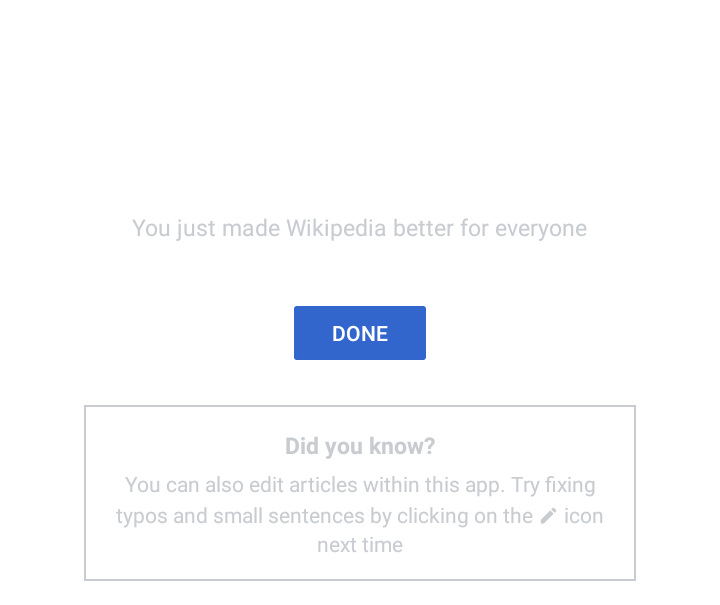 You just made Wikipedia better for everyone
DONE
Did you know?
You can also edit articles within this app. Try fixing
typos and small sentences by clicking on the icon
next time